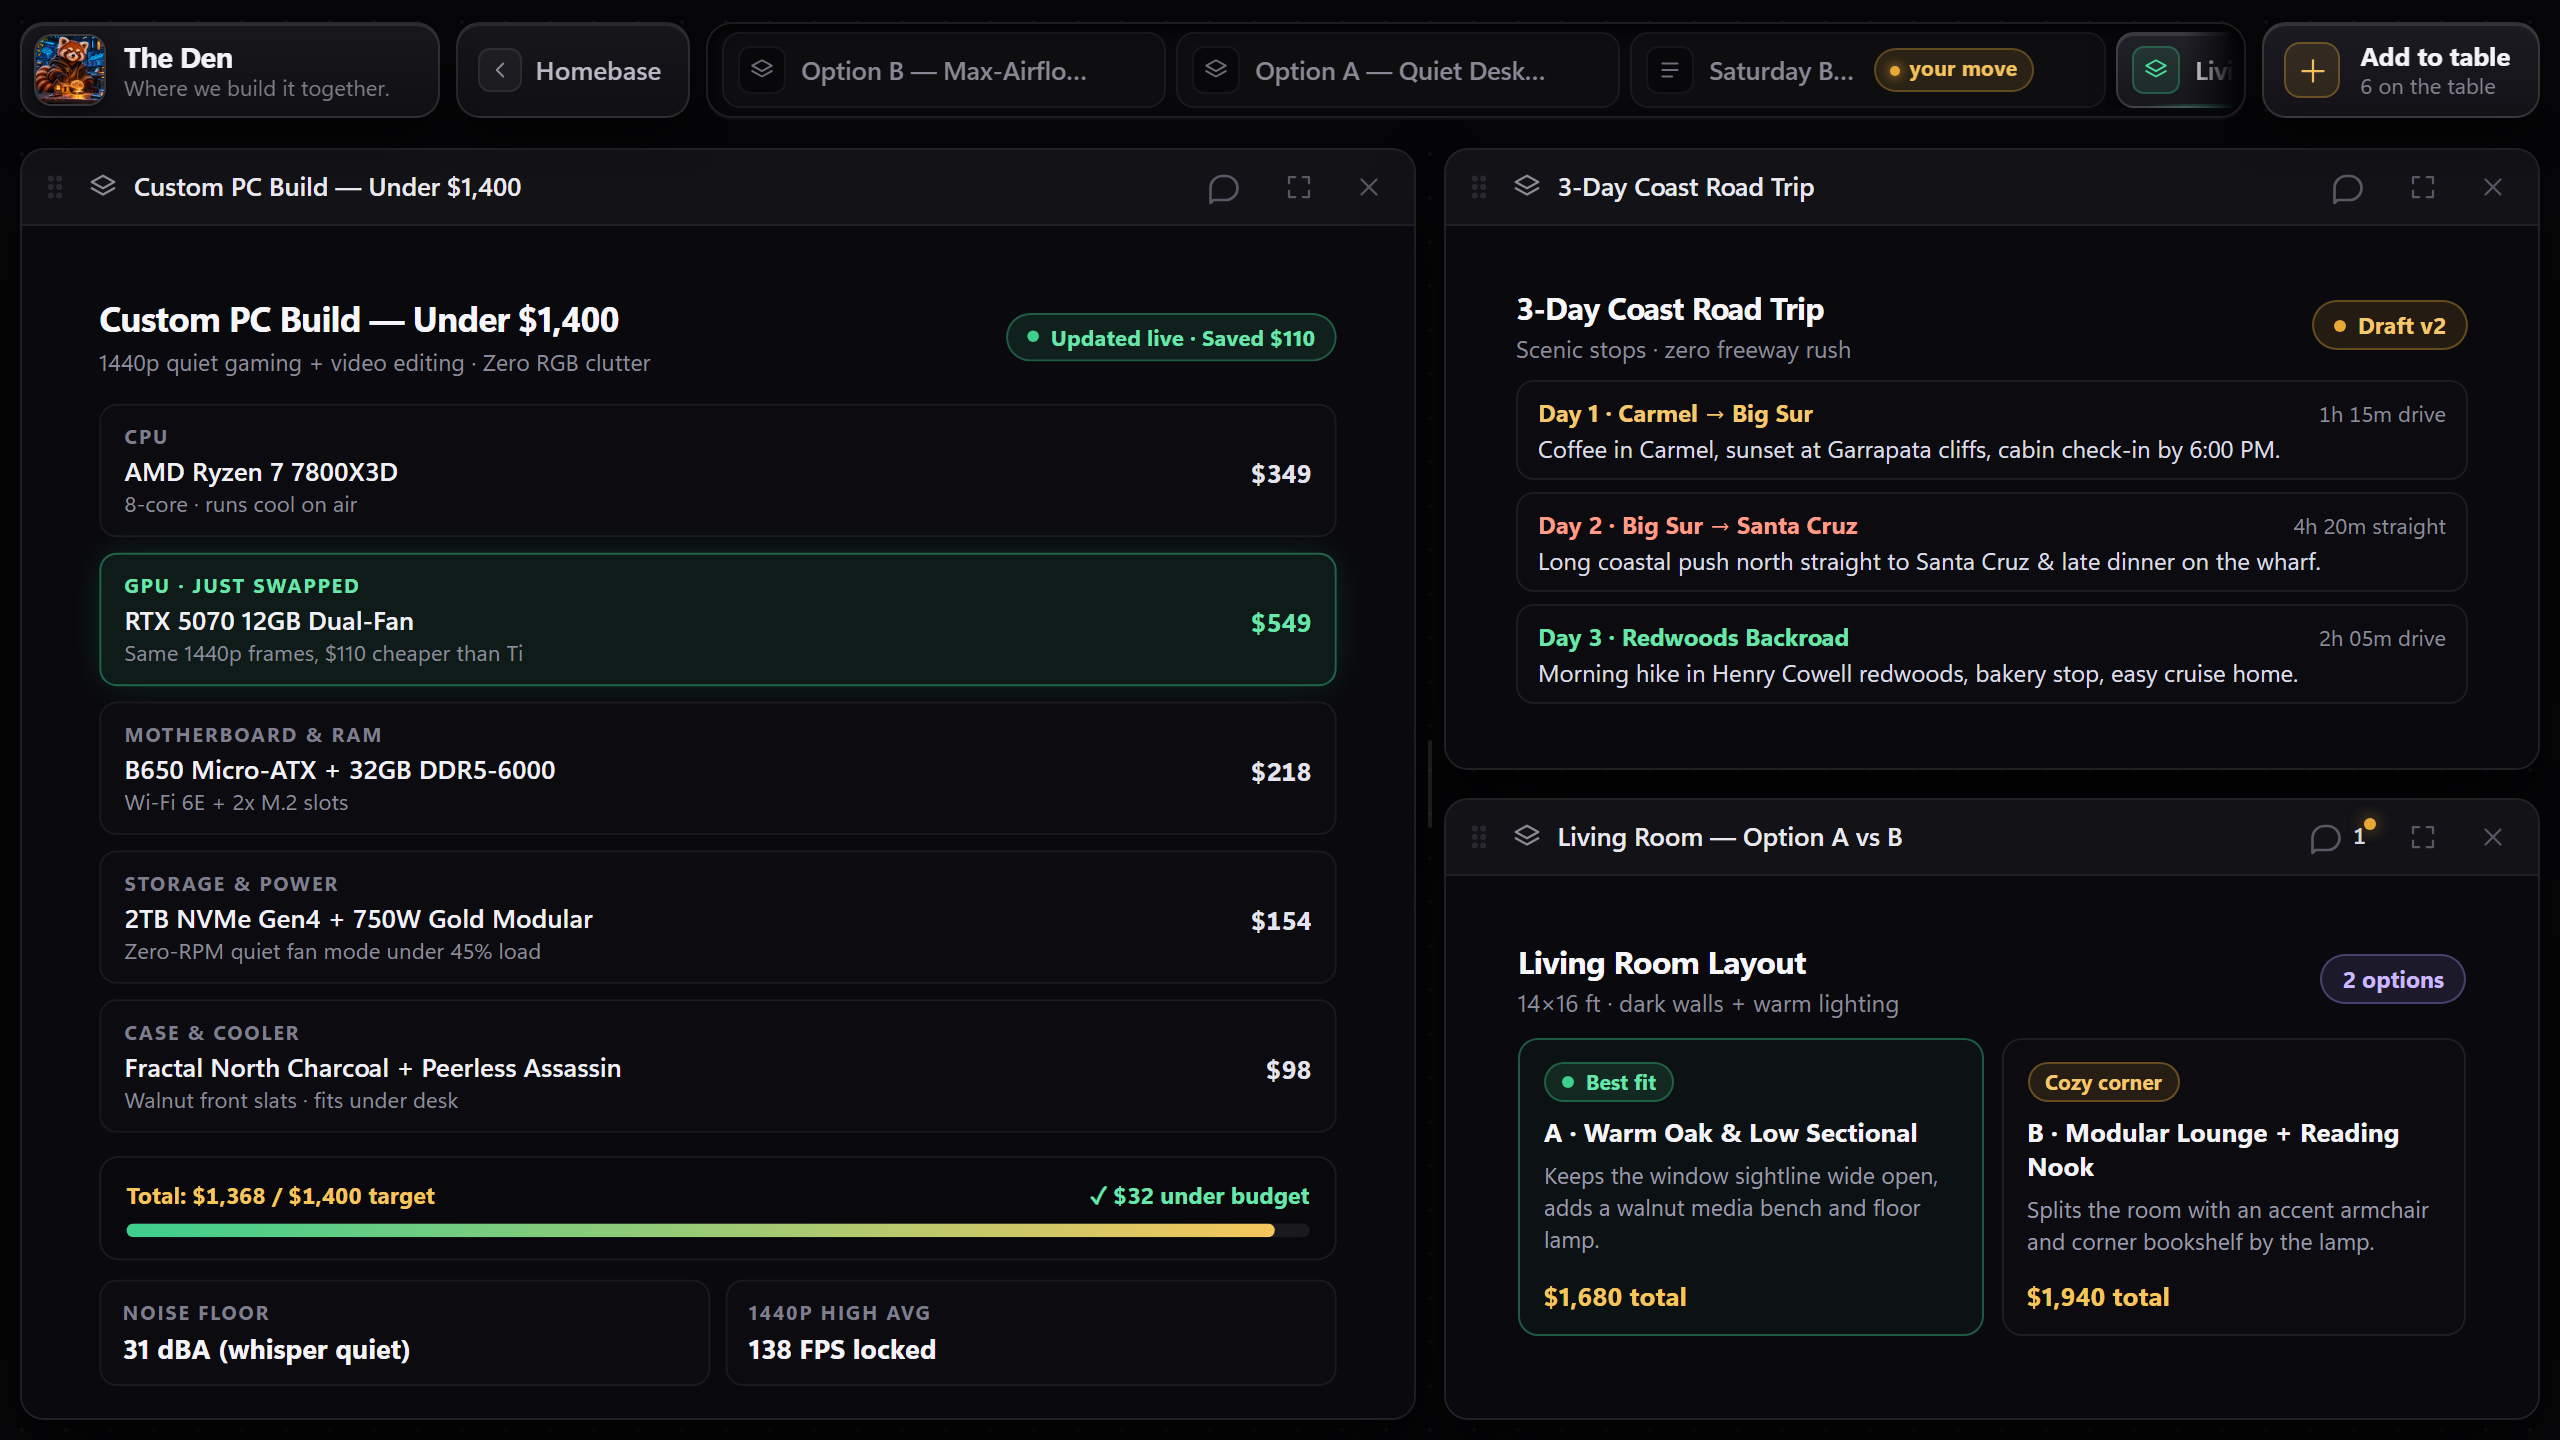 The Den
Where we build it together.
Homebase
Option B — Max-Airflo...
Option A — Quiet Desk...
Saturday B...
your move
Livi
Add to table
6 on the table
Custom PC Build — Under $1,400
Custom PC Build — Under $1,400
1440p quiet gaming + video editing · Zero RGB clutter
Updated live · Saved $110
CPU
AMD Ryzen 7 7800X3D
8-core · runs cool on air
$349
GPU · JUST SWAPPED
RTX 5070 12GB Dual-Fan
Same 1440p frames, $110 cheaper than Ti
$549
MOTHERBOARD & RAM
B650 Micro-ATX + 32GB DDR5-6000
Wi-Fi 6E + 2x M.2 slots
$218
STORAGE & POWER
2TB NVMe Gen4 + 750W Gold Modular
Zero-RPM quiet fan mode under 45% load
$154
CASE & COOLER
Fractal North Charcoal + Peerless Assassin
Walnut front slats · fits under desk
$98
Total: $1,368 / $1,400 target
✓ $32 under budget
NOISE FLOOR
31 dBA (whisper quiet)
1440P HIGH AVG
138 FPS locked
3-Day Coast Road Trip
3-Day Coast Road Trip
Scenic stops · zero freeway rush
Draft v2
Day 1 · Carmel → Big Sur
1h 15m drive
Coffee in Carmel, sunset at Garrapata cliffs, cabin check-in by 6:00 PM.
Day 2 · Big Sur → Santa Cruz
4h 20m straight
Long coastal push north straight to Santa Cruz & late dinner on the wharf.
Day 3 · Redwoods Backroad
2h 05m drive
Morning hike in Henry Cowell redwoods, bakery stop, easy cruise home.
Living Room — Option A vs B
1
Living Room Layout
14×16 ft · dark walls + warm lighting
2 options
Best fit
A · Warm Oak & Low Sectional
Keeps the window sightline wide open,
adds a walnut media bench and floor
lamp.
$1,680 total
Cozy corner
B · Modular Lounge + Reading
Nook
Splits the room with an accent armchair
and corner bookshelf by the lamp.
$1,940 total